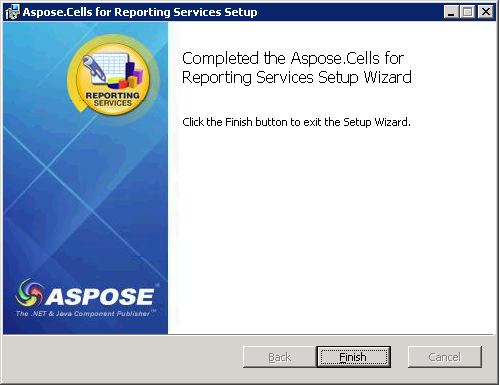 Aspose.Cells for Reporting Services Setup
REPORTING
SERVICES
Completed the Aspose.Cells for
Reporting Services Setup Wizard
Click the Finish button to exit the Setup Wizard.
ASPOSE
The .NET & Java Component Publisher™
Back
Finish
Cancel